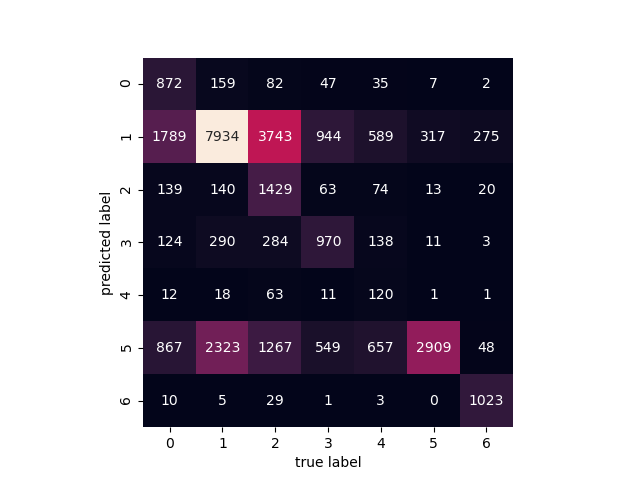 0 872 159 82 47 35 7 2
1 1789 7934 3743 944 589 317 275
2 139 140 1429 63 74 13 20
3 124 290 284 970 138 11 3
4 12 18 63 11 120 1 1
5 867 2323 1267 549 657 2909 48
6 10 5 29 1 3 0 1023
0 1 2 3 4 5 6
predicted label
true label